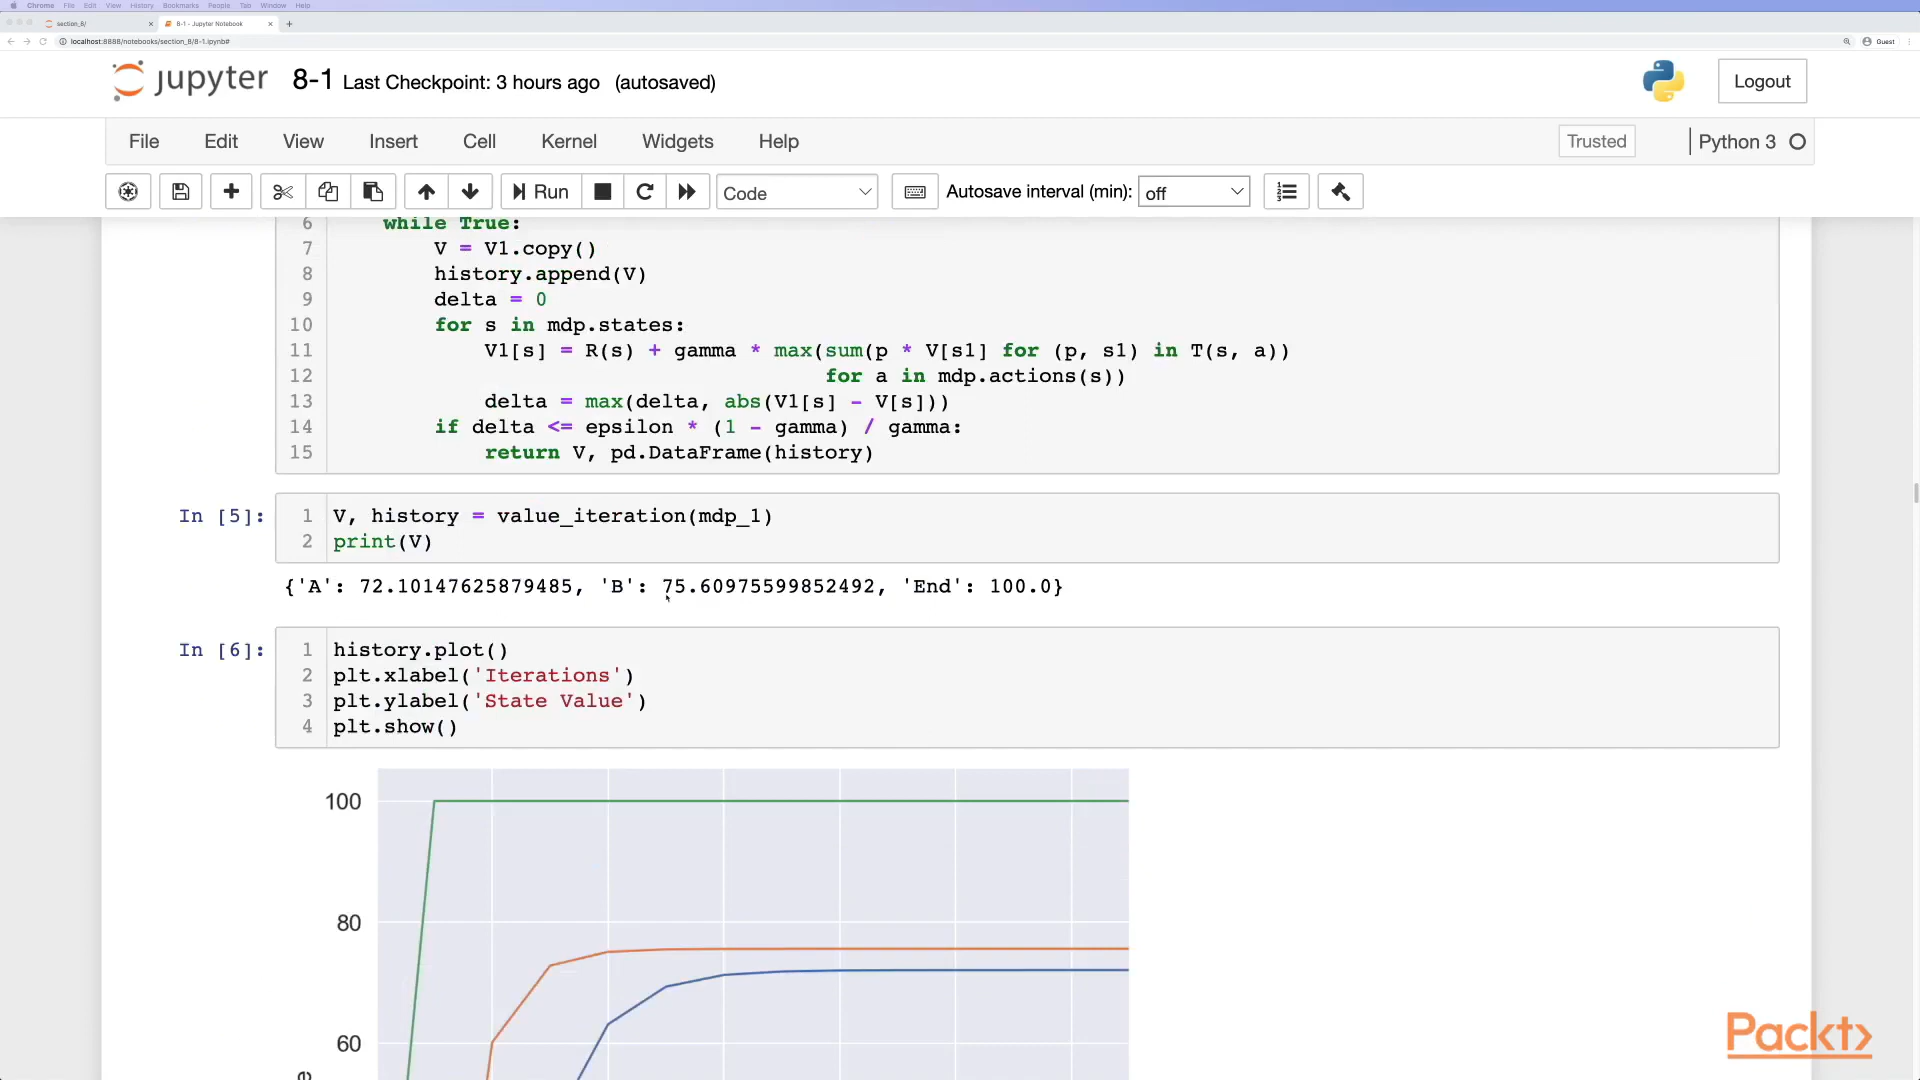 Chrome File Edit View History Bookmarks People Tab Window Help
section_8/
8-1 - Jupyter Notebook
localhost:8888/notebooks/section_8/8-1.ipynb#
Guest
jupyter 8-1 Last Checkpoint: 3 hours ago (autosaved)
Logout
File Edit View Insert Cell Kernel Widgets Help
Trusted
Python 3
Run
Code
Autosave interval (min):
off
6 while True:
7 V = V1.copy()
8 history.append(V)
9 delta = 0
10 for s in mdp.states:
11 V1[s] = R(s) + gamma * max(sum(p * V[s1] for (p, s1) in T(s, a))
12 for a in mdp.actions(s))
13 delta = max(delta, abs(V1[s] - V[s]))
14 if delta <= epsilon * (1 - gamma) / gamma:
15 return V, pd.DataFrame(history)
In [5]:
1 V, history = value_iteration(mdp_1)
2 print(V)
{'A': 72.10147625879485, 'B': 75.60975599852492, 'End': 100.0}
In [6]:
1 history.plot()
2 plt.xlabel('Iterations')
3 plt.ylabel('State Value')
4 plt.show()
100
80
60
e
Packt>